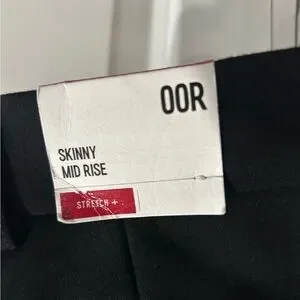 00R
SKINNY
MID RISE
STRETCH +